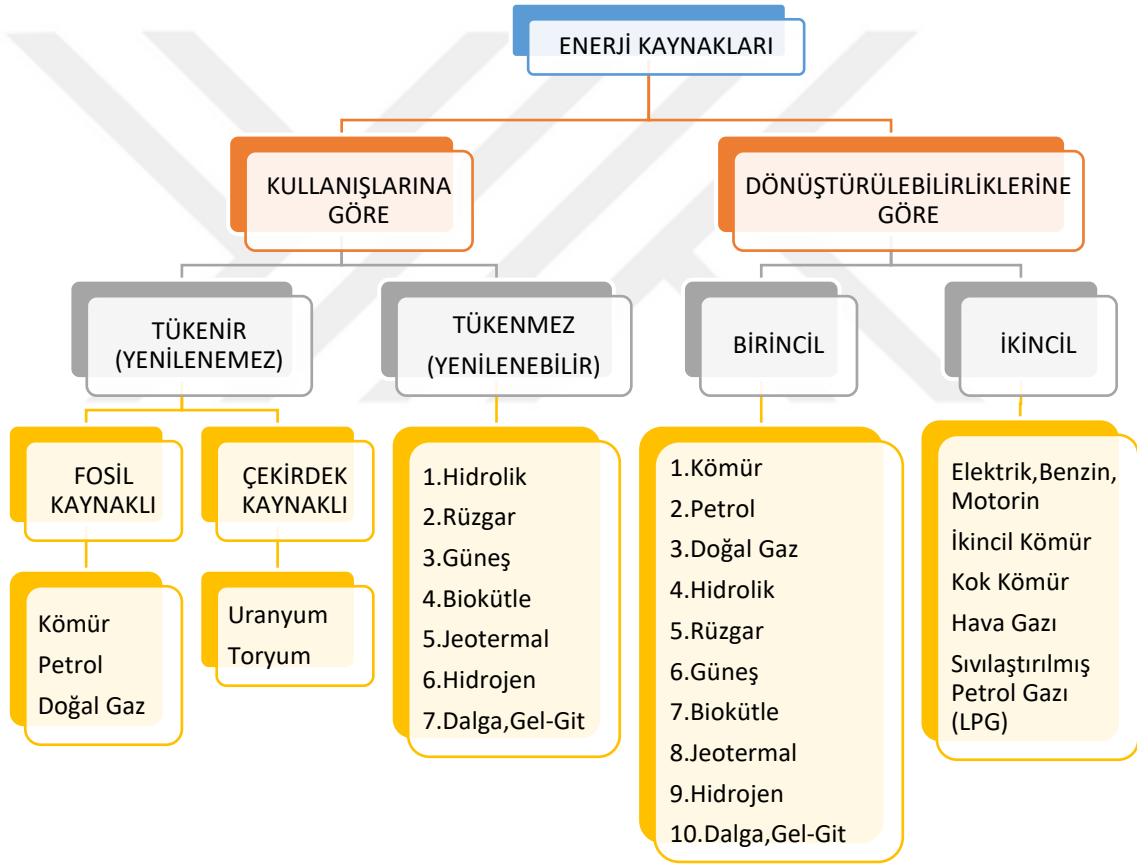 ENERJİ KAYNAKLARI
KULLANIŞLARINA
GÖRE
DÖNÜŞTÜRÜLEBİLİRLİKLERİNE
GÖRE
TÜKENİR
(YENİLENEMEZ)
TÜKENMEZ
(YENİLENEBİLİR)
BİRİNCİL
İKİNCİL
FOSİL
KAYNAKLI
ÇEKİRDEK
KAYNAKLI
Kömür
Petrol
Doğal Gaz
Uranyum
Toryum
1.Hidrolik
2.Rüzgar
3.Güneş
4.Biokütle
5.Jeotermal
6.Hidrojen
7.Dalga,Gel-Git
1.Kömür
2.Petrol
3.Doğal Gaz
4.Hidrolik
5.Rüzgar
6.Güneş
7.Biokütle
8.Jeotermal
9.Hidrojen
10.Dalga,Gel-Git
Elektrik,Benzin,
Motorin
İkincil Kömür
Kok Kömür
Hava Gazı
Sıvılaştırılmış
Petrol Gazı
(LPG)